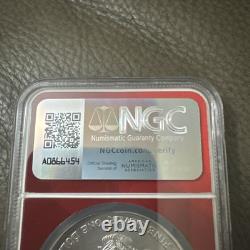 NGC
Numismatic Guaranty Company
NGCcoin.com/verify
A0866454
Official Grading
Service of
AMERICAN
NUMISMATIC
ASSOCIATION